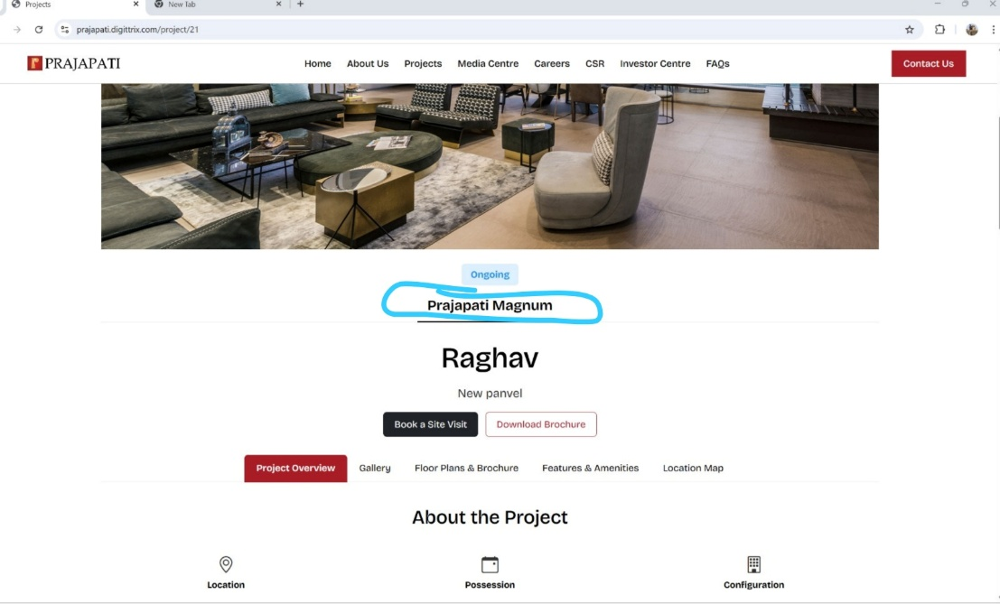 Projects
New Tab
prajapati.digittrix.com/project/21
PRAJAPATI
Home About Us Projects Media Centre Careers CSR Investor Centre FAQs
Contact Us
Ongoing
Prajapati Magnum
Raghav
New panvel
Book a Site Visit Download Brochure
Project Overview Gallery Floor Plans & Brochure Features & Amenities Location Map
About the Project
Location Possession Configuration